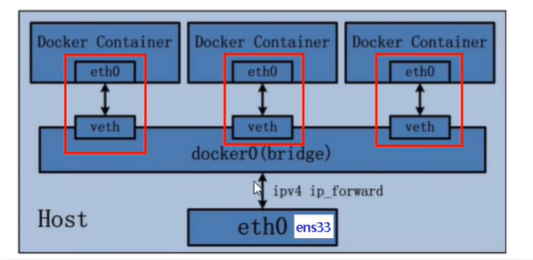 Docker Container Docker Container Docker Container
eth0 eth0 eth0
veth veth veth
docker0(bridge)
ipv4 ip_forward
Host
eth0 ens33